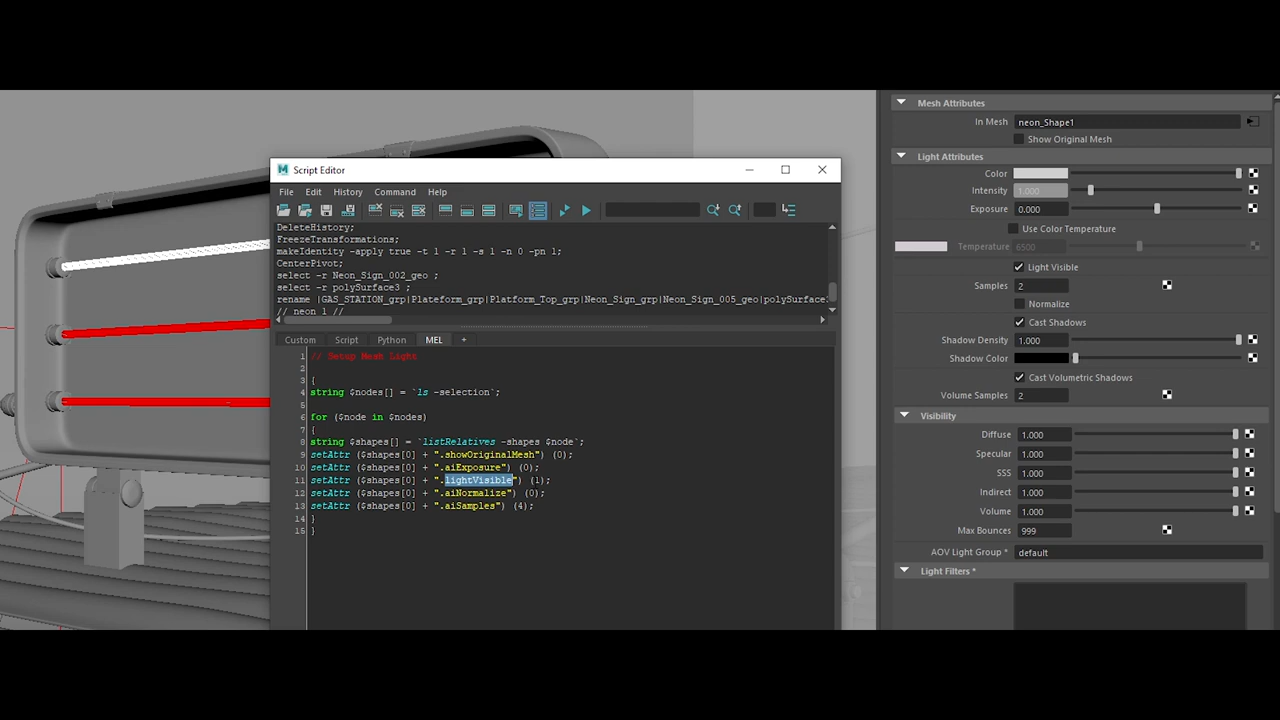 Script Editor
File Edit History Command Help
DeleteHistory;
FreezeTransformations;
makeIdentity -apply true -t 1 -r 1 -s 1 -n 0 -pn 1;
CenterPivot;
select -r Neon_Sign_002_geo ;
select -r polySurface3 ;
rename |GAS_STATION_grp|Plateform_grp|Platform_Top_grp|Neon_Sign_grp|Neon_Sign_005_geo|polySurface3
// neon 1 //
Custom Script Python MEL +
1 // Setup Mesh Light
2
3 {
4 string $nodes[] = `ls -selection`;
5
6 for ($node in $nodes)
7 {
8 string $shapes[] = `listRelatives -shapes $node`;
9 setAttr ($shapes[0] + ".showOriginalMesh") (0);
10 setAttr ($shapes[0] + ".aiExposure") (0);
11 setAttr ($shapes[0] + ".lightVisible") (1);
12 setAttr ($shapes[0] + ".aiNormalize") (0);
13 setAttr ($shapes[0] + ".aiSamples") (4);
14 }
15 }
Mesh Attributes
In Mesh neon_Shape1
Show Original Mesh
Light Attributes
Color
Intensity 1.000
Exposure 0.000
Use Color Temperature
Temperature 6500
Light Visible
Samples 2
Normalize
Cast Shadows
Shadow Density 1.000
Shadow Color
Cast Volumetric Shadows
Volume Samples 2
Visibility
Diffuse 1.000
Specular 1.000
SSS 1.000
Indirect 1.000
Volume 1.000
Max Bounces 999
AOV Light Group * default
Light Filters *